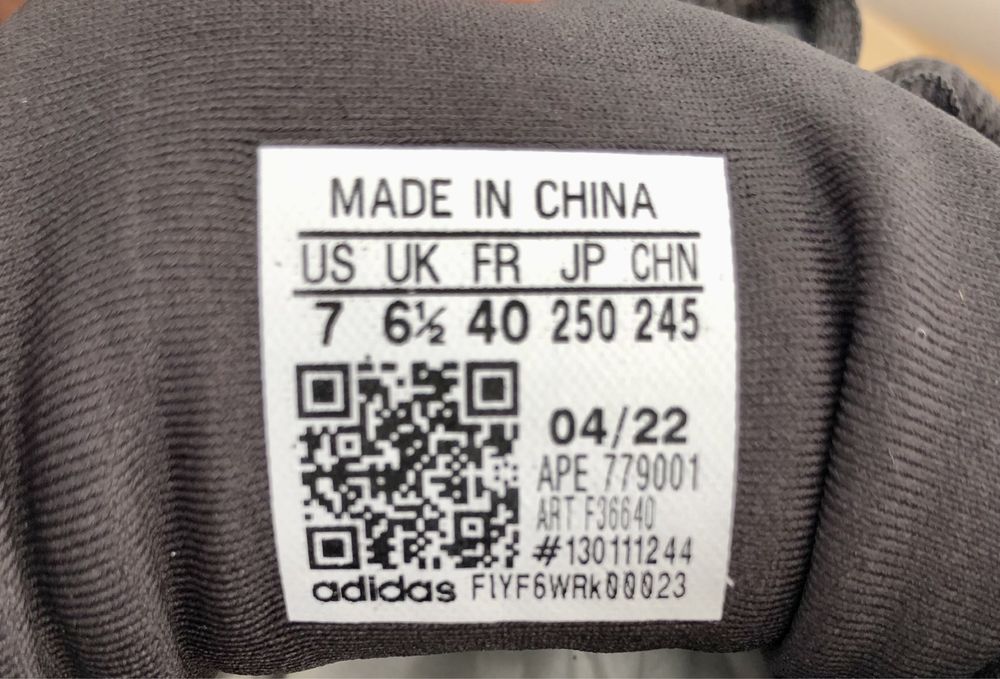 MADE IN CHINA
US UK FR JP CHN
7 6½ 40 250 245
04/22
APE 779001
ART F36640
#130111244
adidas F1YF6WRk00023